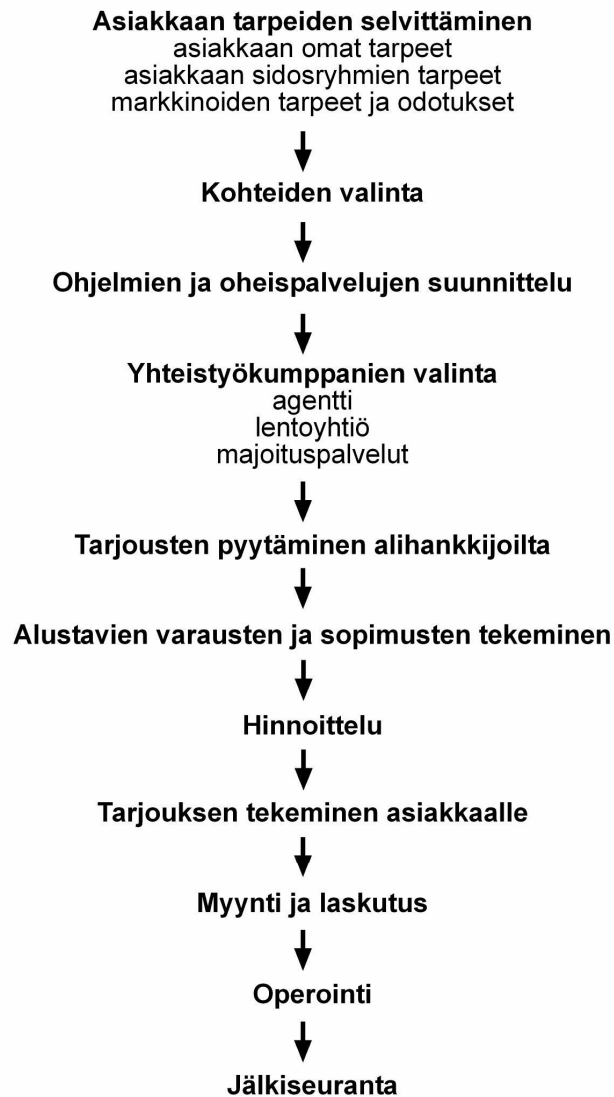 Asiakkaan tarpeiden selvittäminen
asiakkaan omat tarpeet
asiakkaan sidosryhmien tarpeet
markkinoiden tarpeet ja odotukset
Kohteiden valinta
Ohjelmien ja oheispalvelujen suunnittelu
Yhteistyökumppanien valinta
agentti
lentoyhtiö
majoituspalvelut
Tarjousten pyytäminen alihankkijoilta
Alustavien varausten ja sopimusten tekeminen
Hinnoittelu
Tarjouksen tekeminen asiakkaalle
Myynti ja laskutus
Operointi
Jälkiseuranta